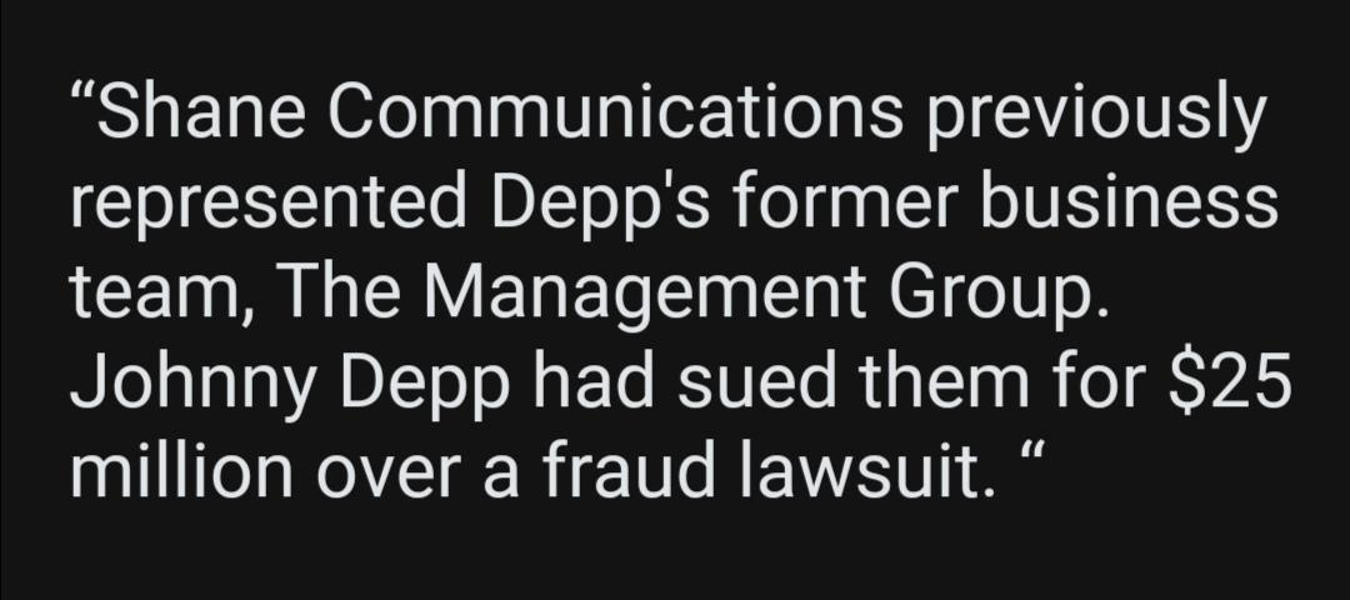 “Shane Communications previously
represented Depp's former business
team, The Management Group.
Johnny Depp had sued them for $25
million over a fraud lawsuit. “